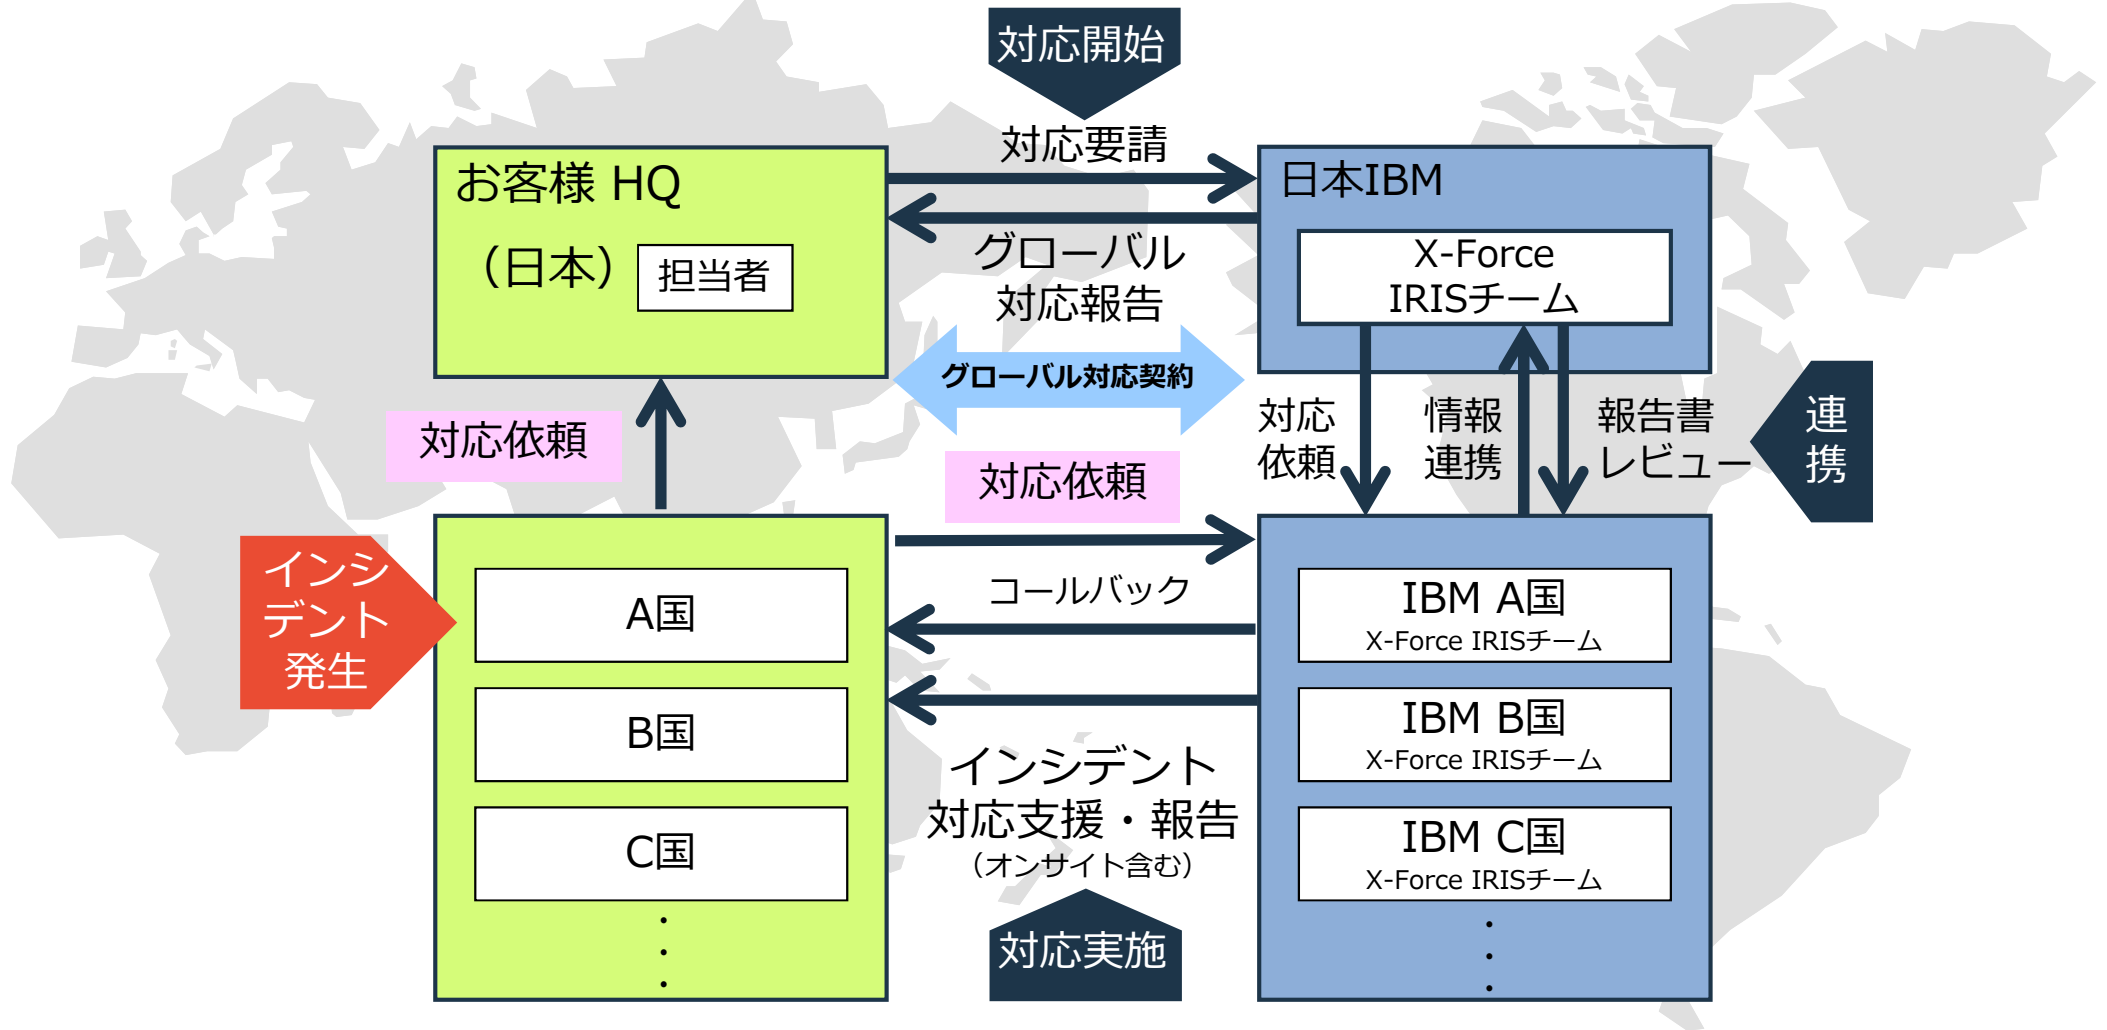 対応開始
対応要請
お客様 HQ
（日本）
担当者
日本IBM
X-Force
IRISチーム
グローバル
対応報告
グローバル対応契約
対応依頼
対応依頼
対応
依頼
情報
連携
報告書
レビュー
連
携
インシ
デント
発生
A国
B国
C国
・
・
・
コールバック
インシデント
対応支援・報告
（オンサイト含む）
対応実施
IBM A国
X-Force IRISチーム
IBM B国
X-Force IRISチーム
IBM C国
X-Force IRISチーム
・
・
・